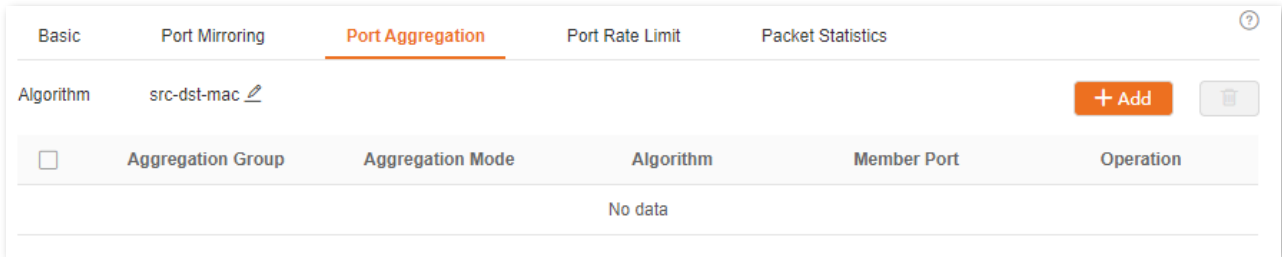 Basic Port Mirroring Port Aggregation Port Rate Limit Packet Statistics ?
Algorithm src-dst-mac + Add
Aggregation Group Aggregation Mode Algorithm Member Port Operation
No data